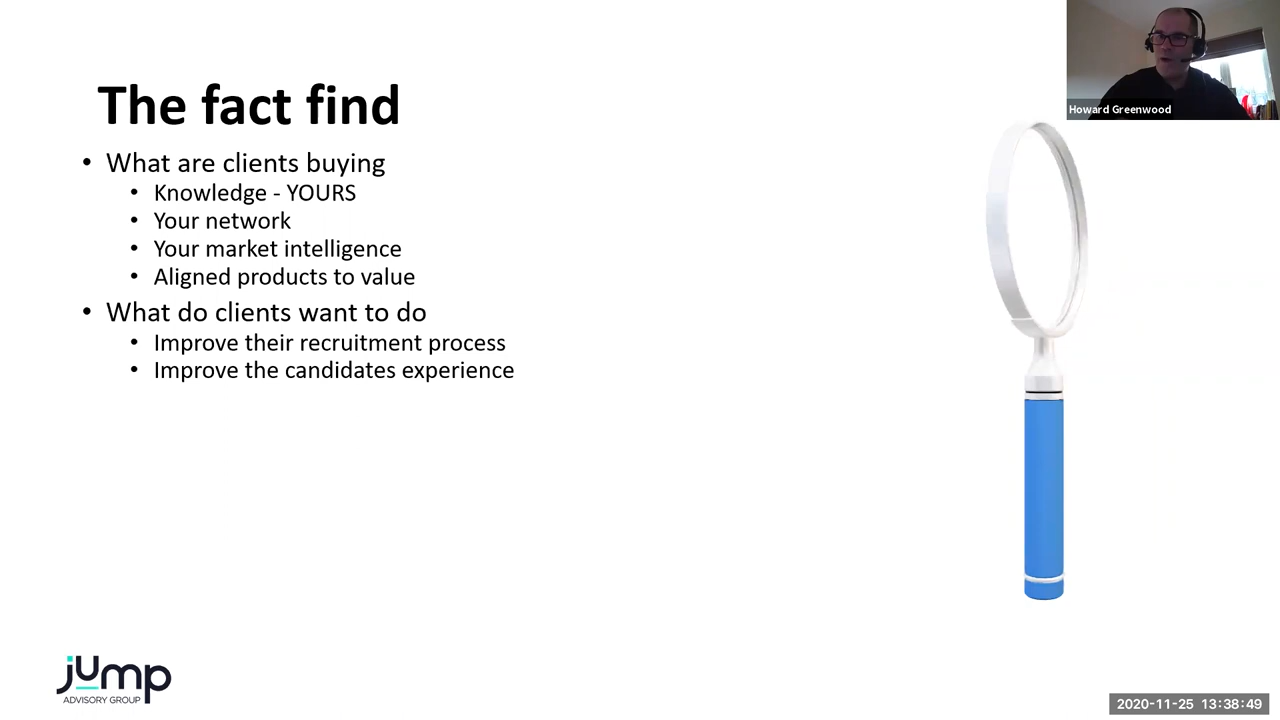 The fact find
• What are clients buying
• Knowledge - YOURS
• Your network
• Your market intelligence
• Aligned products to value
• What do clients want to do
• Improve their recruitment process
• Improve the candidates experience
Howard Greenwood
jump
ADVISORY GROUP
2020-11-25 13:38:49